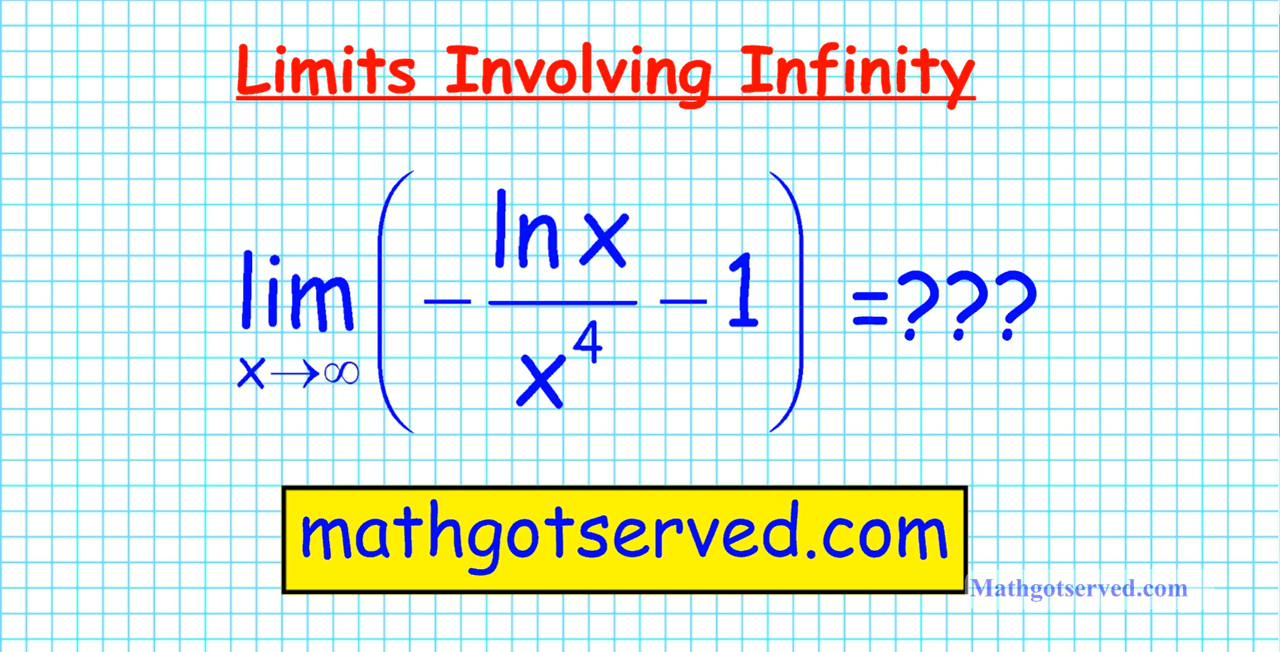 Limits Involving Infinity
lim x→∞ ( − ln x / x⁴ − 1 ) =???
mathgotserved.com
Mathgotserved.com